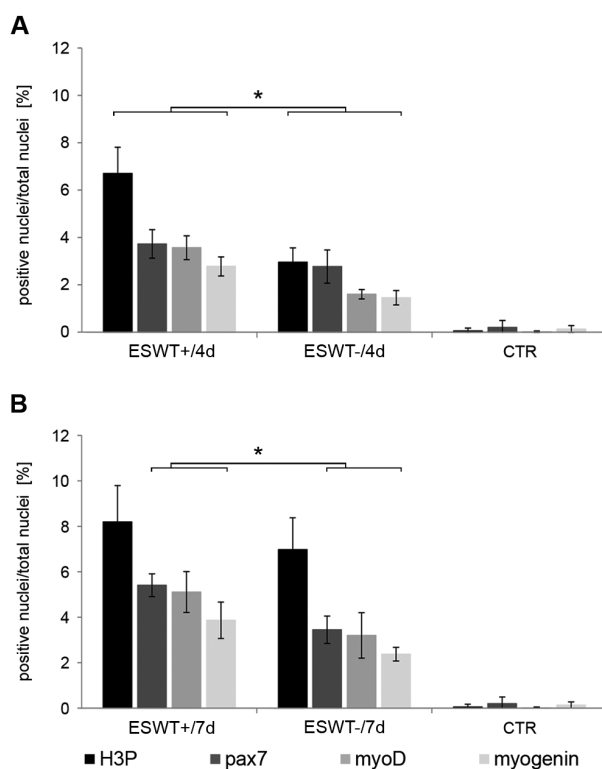 A
positive nuclei/total nuclei [%]
12
10
8
6
4
2
0
*
ESWT+/4d ESWT-/4d CTR
B
positive nuclei/total nuclei [%]
12
10
8
6
4
2
0
*
ESWT+/7d ESWT-/7d CTR
H3P pax7 myoD myogenin